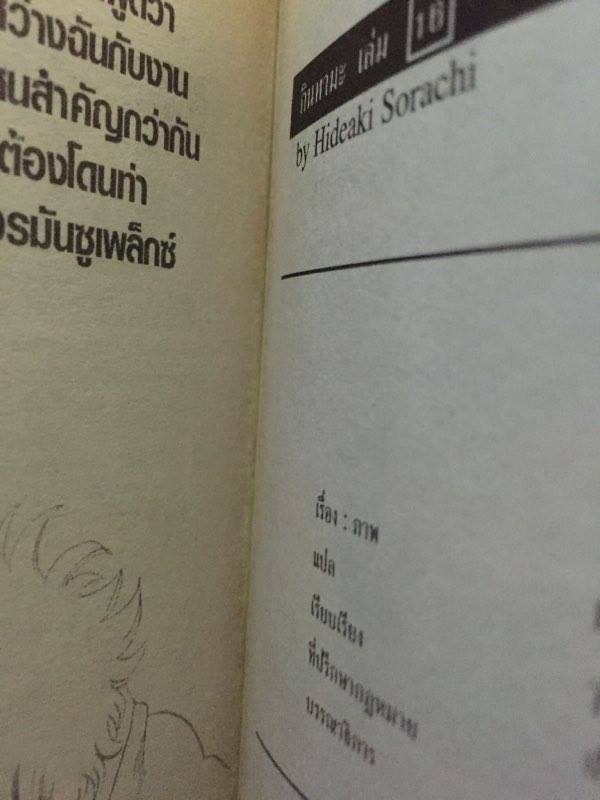 ว่างฉันกับงาน
นสำคัญกว่ากัน
ต้องโดนท่า
รมันซูเพล็กซ์
กินทามะ เล่ม 16
by Hideaki Sorachi
เรื่อง : ภาพ
แปล
เรียบเรียง
ที่ปรึกษากฎหมาย
บรรณาธิการ